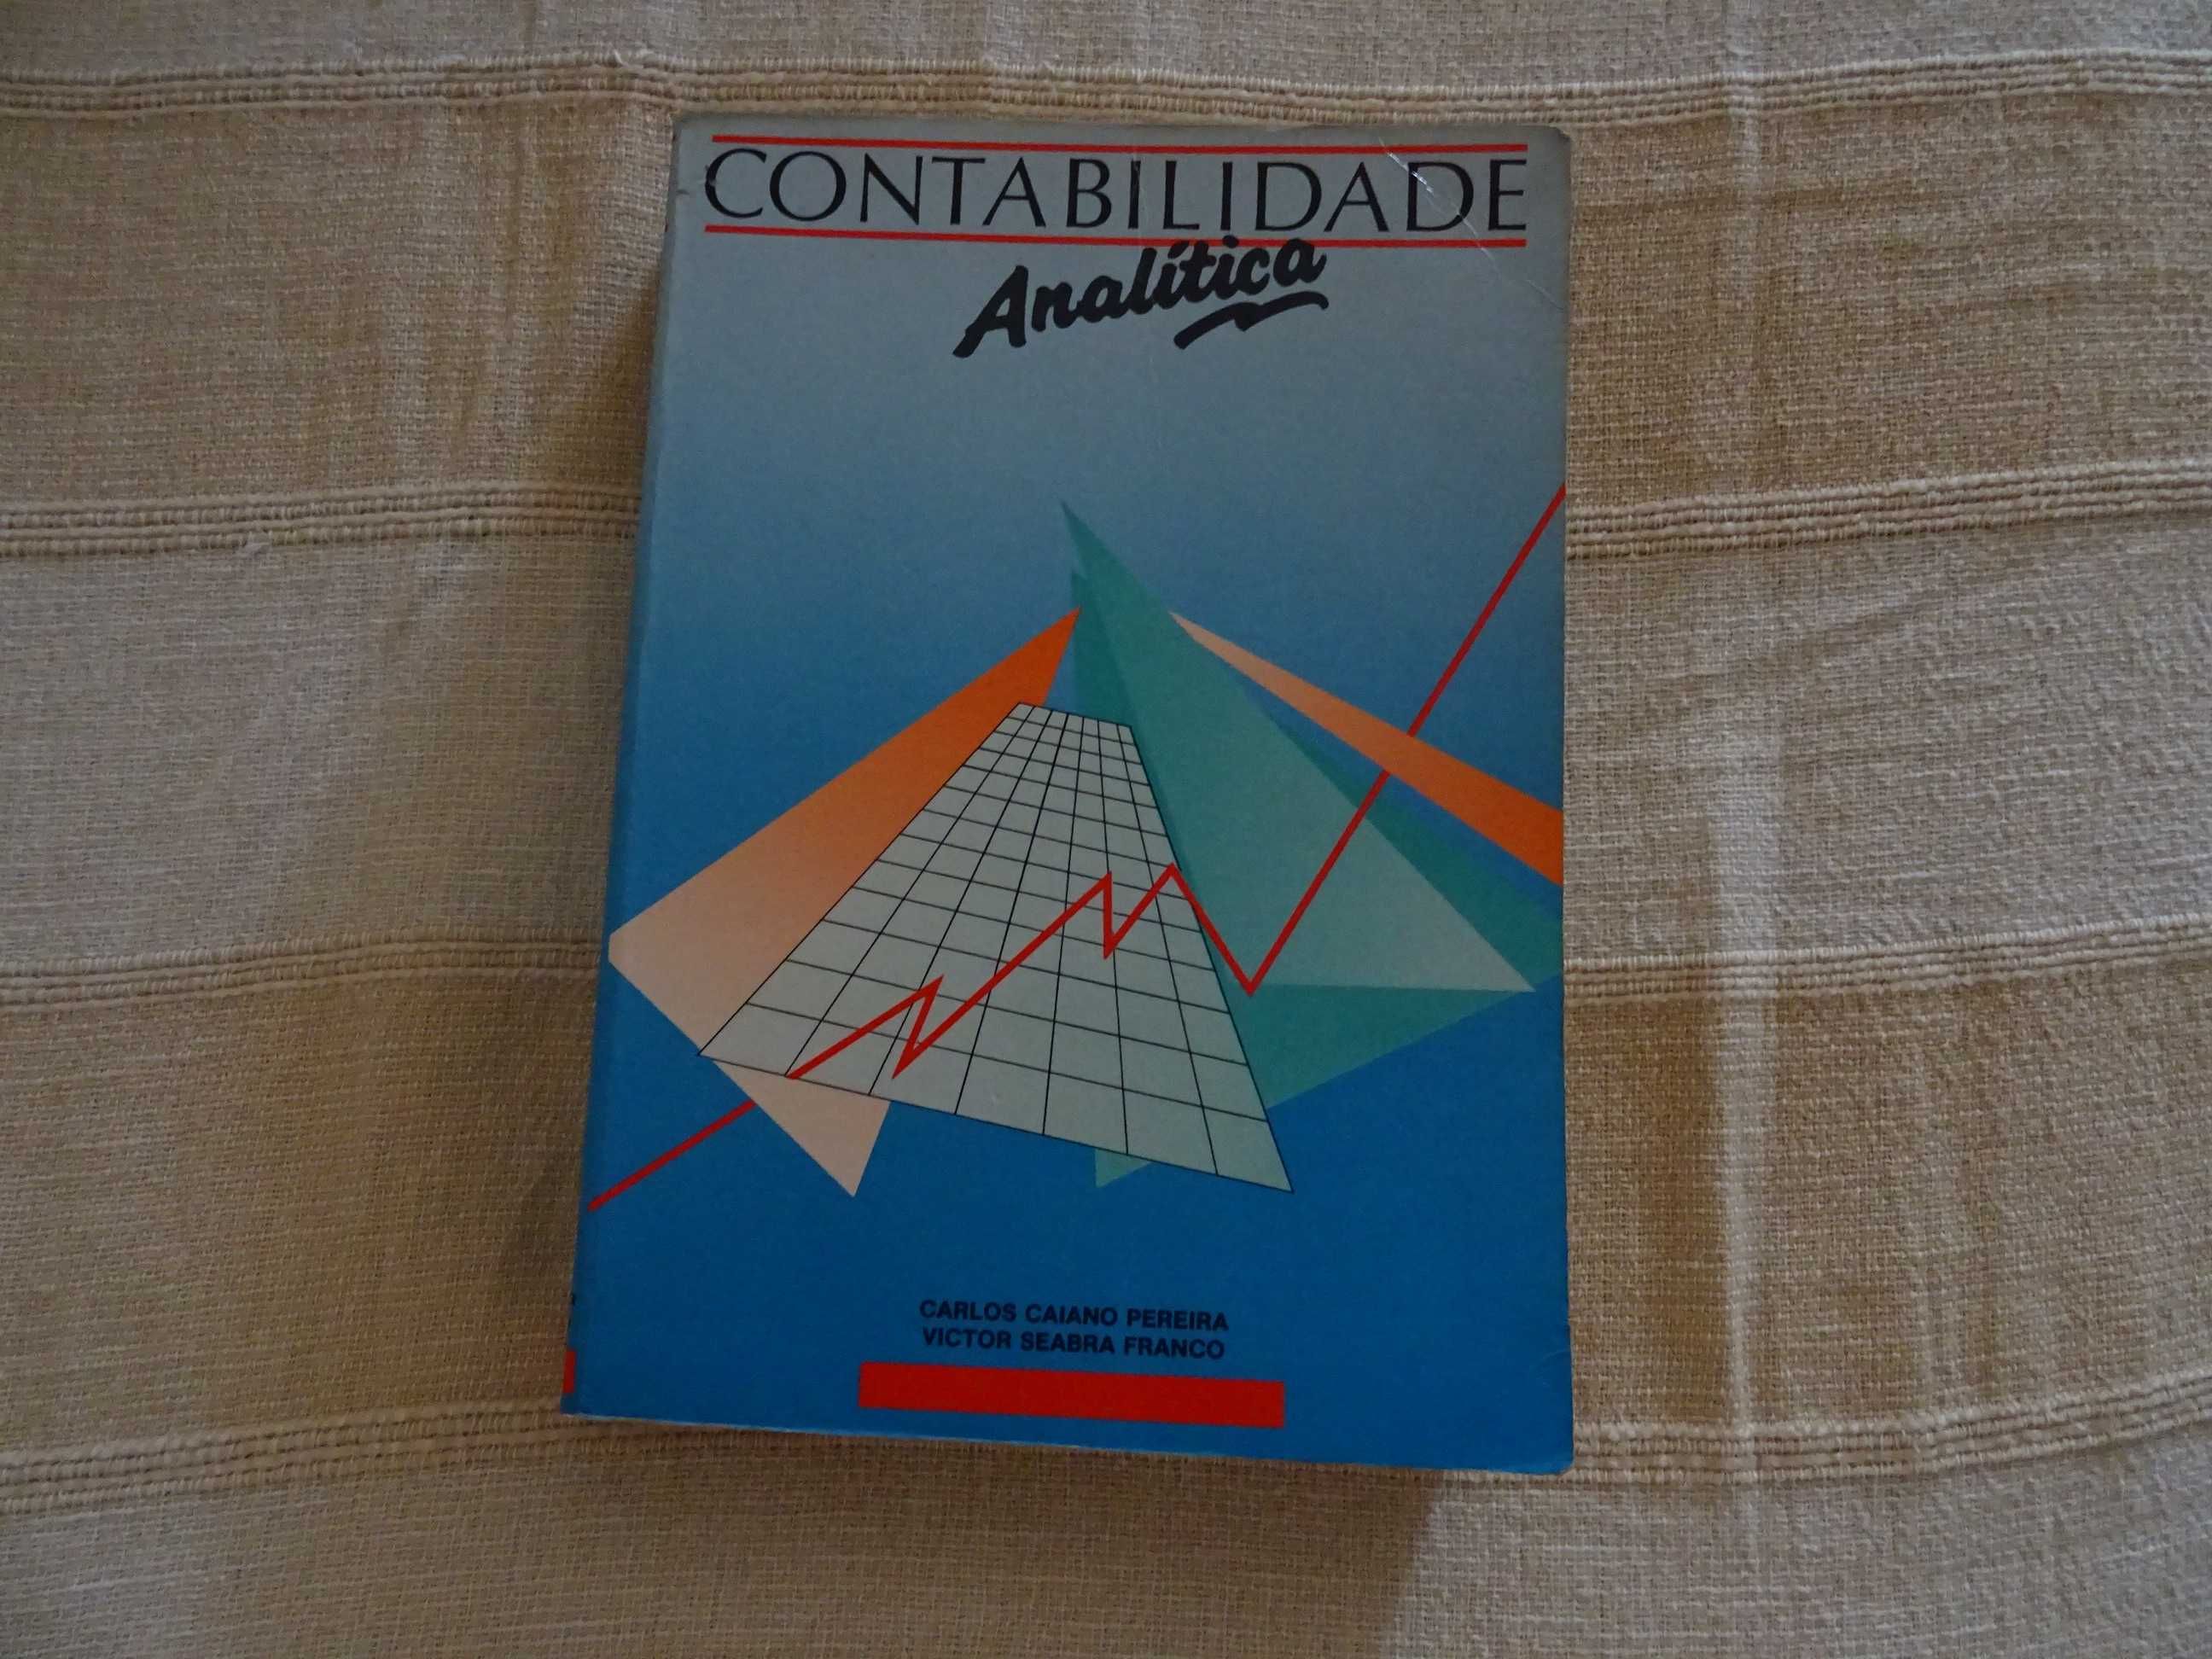 CONTABILIDADE
Analítica
CARLOS CAIANO PEREIRA
VICTOR SEABRA FRANCO